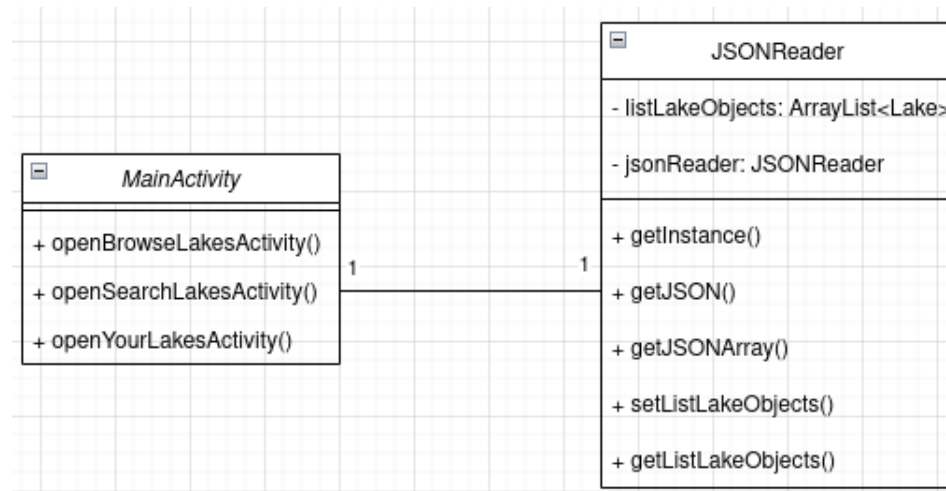 MainActivity
+ openBrowseLakesActivity()
+ openSearchLakesActivity()
+ openYourLakesActivity()
1
1
JSONReader
- listLakeObjects: ArrayList<Lake>
- jsonReader: JSONReader
+ getInstance()
+ getJSON()
+ getJSONArray()
+ setListLakeObjects()
+ getListLakeObjects()